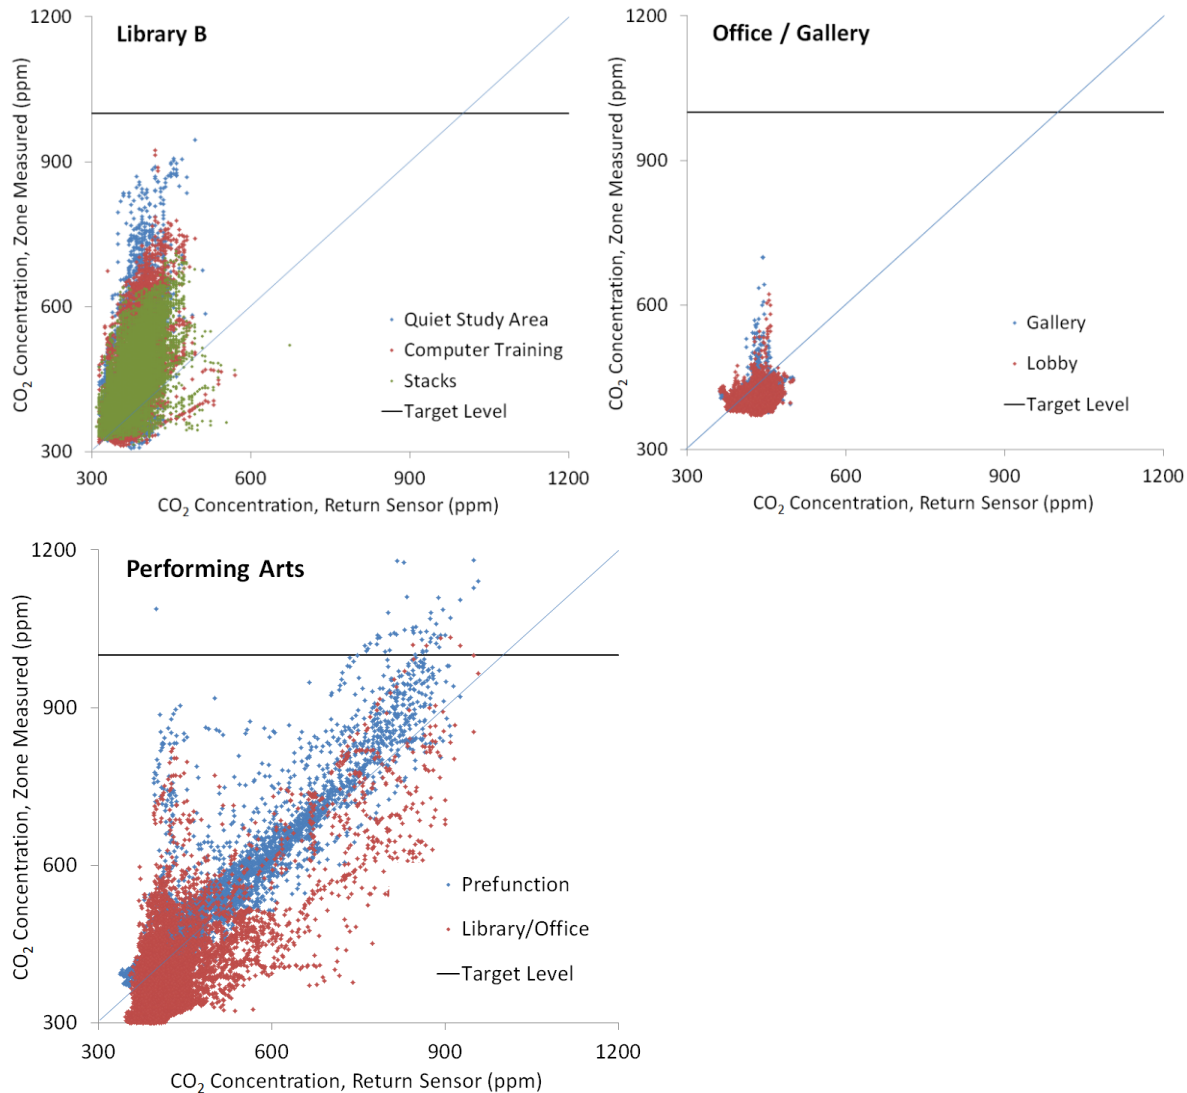 Library B
CO2 Concentration, Zone Measured (ppm)
1200
900
600
300
Quiet Study Area
Computer Training
Stacks
Target Level
300 600 900 1200
CO2 Concentration, Return Sensor (ppm)
Office / Gallery
CO2 Concentration, Zone Measured (ppm)
1200
900
600
300
Gallery
Lobby
Target Level
300 600 900 1200
CO2 Concentration, Return Sensor (ppm)
Performing Arts
CO2 Concentration, Zone Measured (ppm)
1200
900
600
300
Prefunction
Library/Office
Target Level
300 600 900 1200
CO2 Concentration, Return Sensor (ppm)